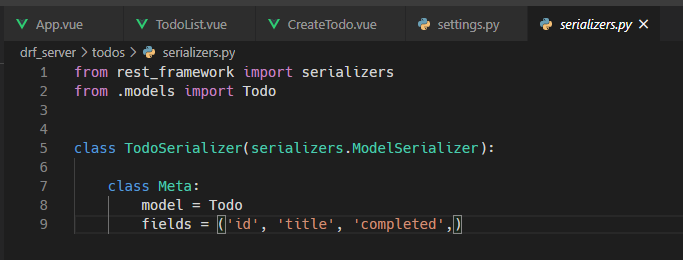 App.vue TodoList.vue CreateTodo.vue settings.py serializers.py ×
drf_server > todos > serializers.py
1 from rest_framework import serializers
2 from .models import Todo
3
4
5 class TodoSerializer(serializers.ModelSerializer):
6
7     class Meta:
8         model = Todo
9         fields = ('id', 'title', 'completed',)